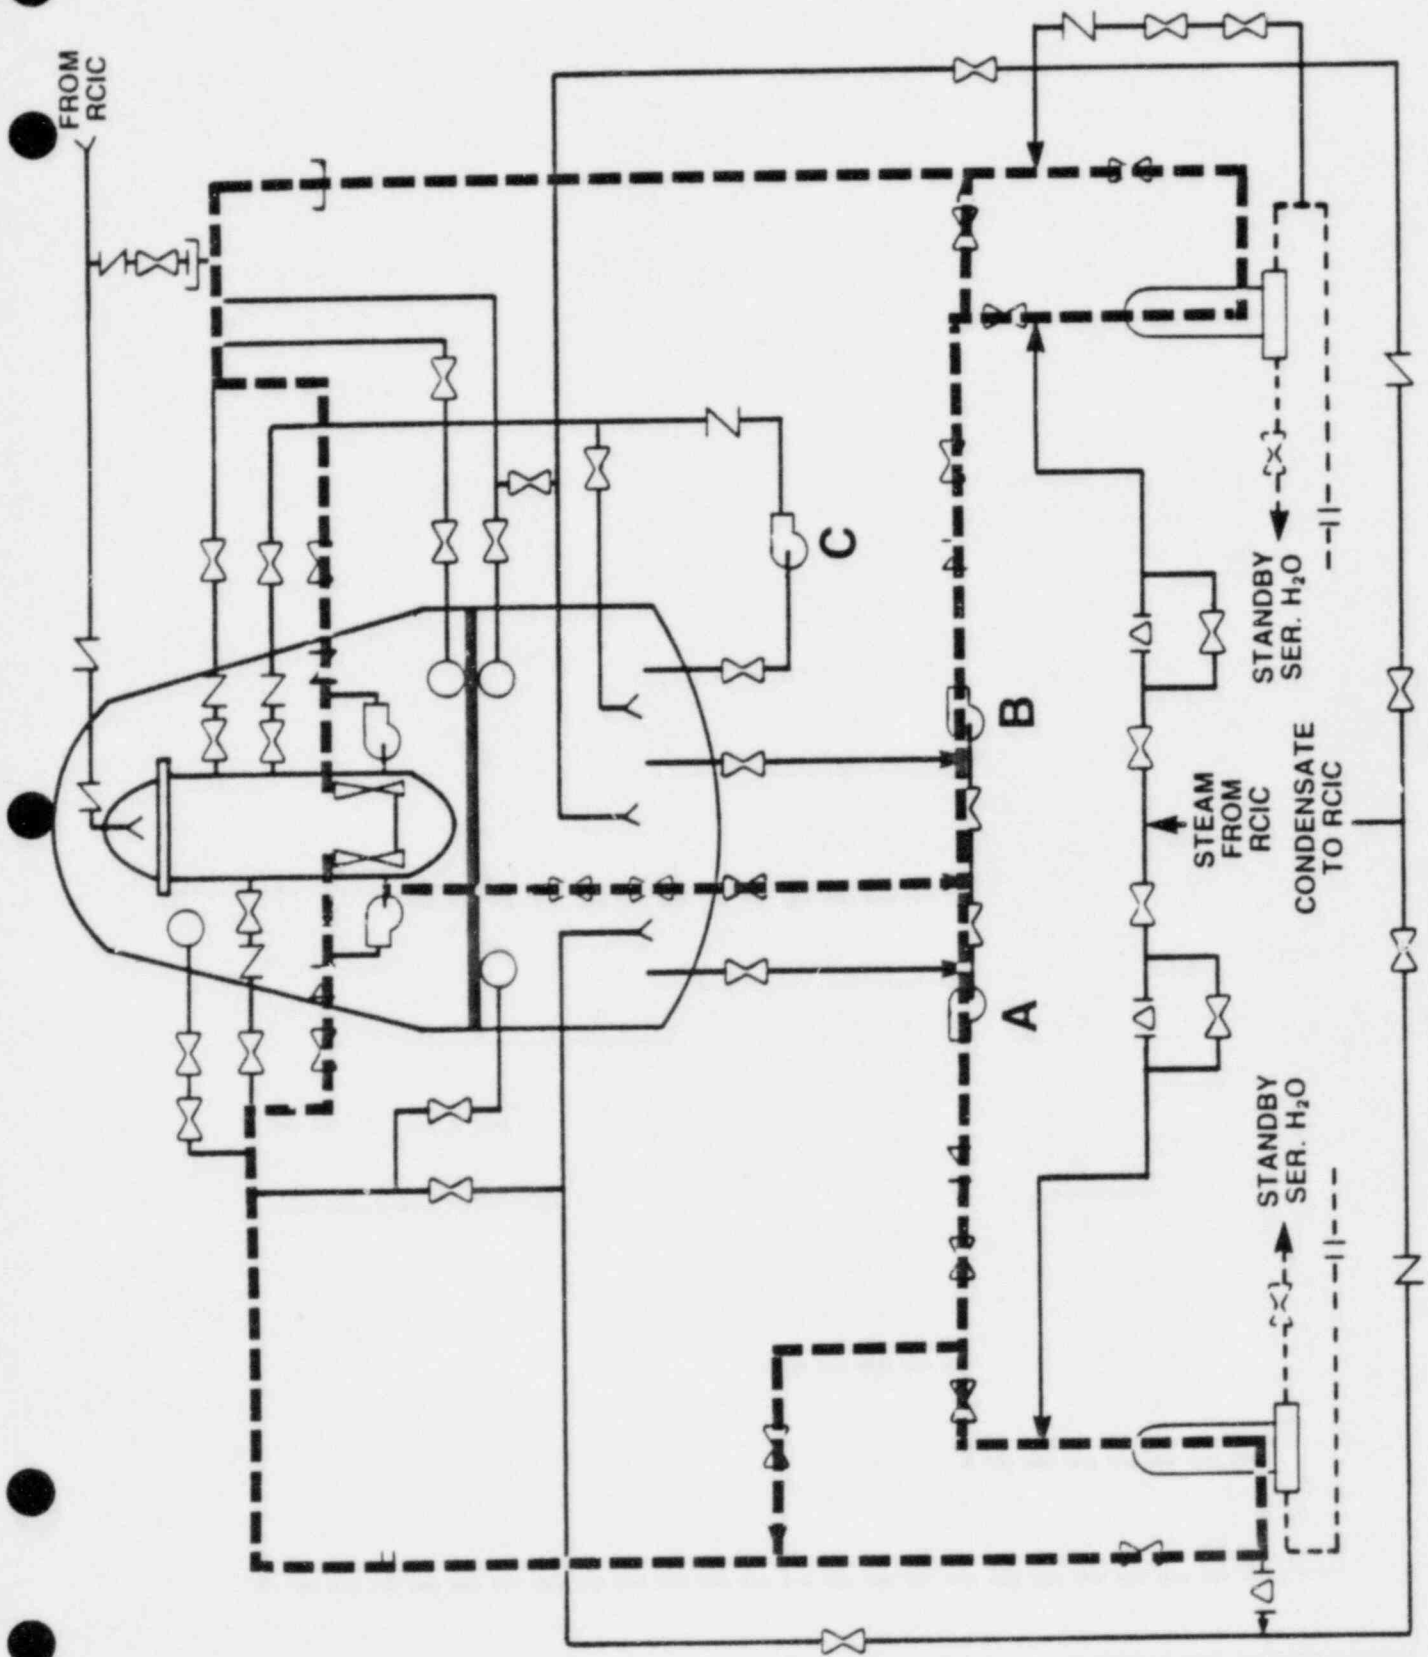 FROM
RCIC
C
B
A
STANDBY
SER. H₂O
STEAM
FROM
RCIC
CONDENSATE
TO RCIC
STANDBY
SER. H₂O